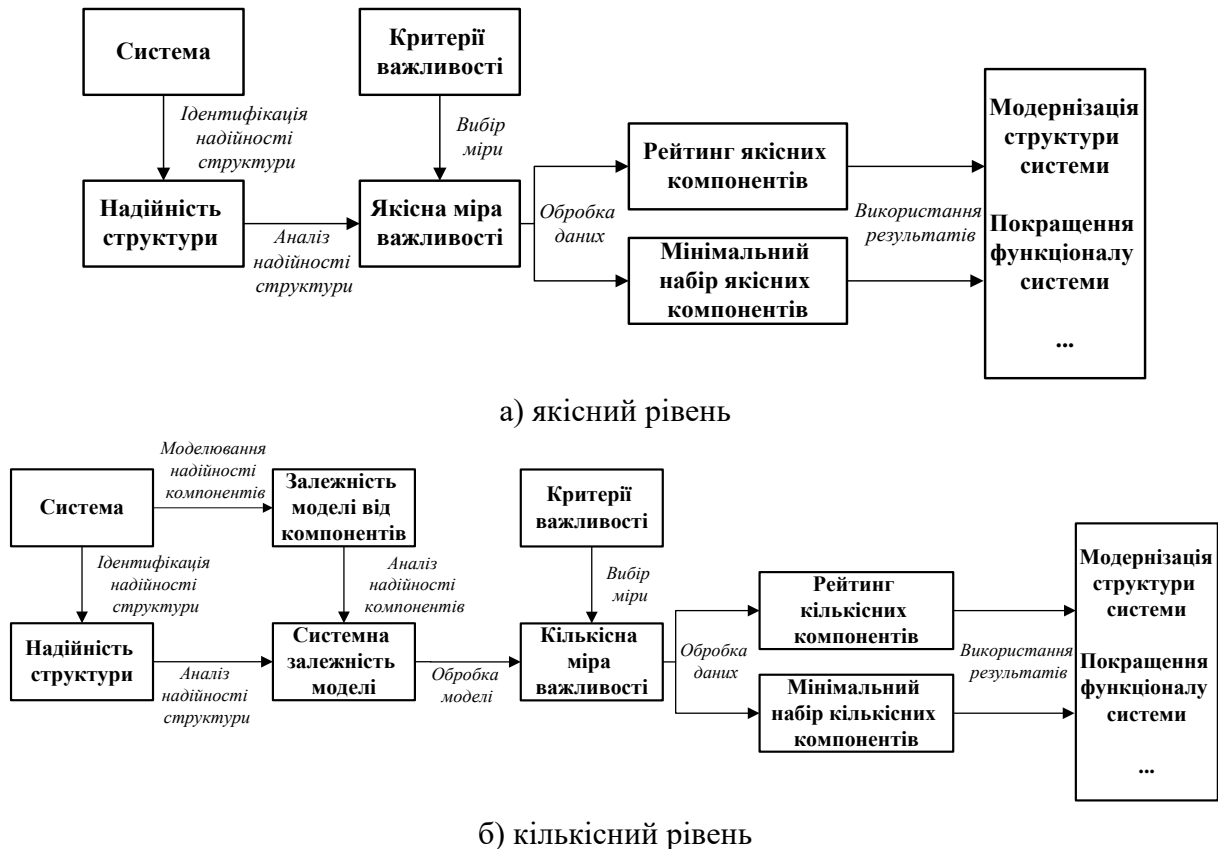 Система
Критерії
важливості
Ідентифікація
надійності
структури
Вибір
міри
Надійність
структури
Аналіз
надійності
структури
Якісна міра
важливості
Обробка
даних
Рейтинг якісних
компонентів
Мінімальний
набір якісних
компонентів
Використання
результатів
Модернізація
структури
системи
Покращення
функціоналу
системи
...
а) якісний рівень
Система
Моделювання
надійності
компонентів
Залежність
моделі від
компонентів
Критерії
важливості
Ідентифікація
надійності
структури
Аналіз
надійності
компонентів
Вибір
міри
Надійність
структури
Аналіз
надійності
структури
Системна
залежність
моделі
Обробка
моделі
Кількісна
міра
важливості
Обробка
даних
Рейтинг
кількісних
компонентів
Мінімальний
набір кількісних
компонентів
Використання
результатів
Модернізація
структури
системи
Покращення
функціоналу
системи
...
б) кількісний рівень